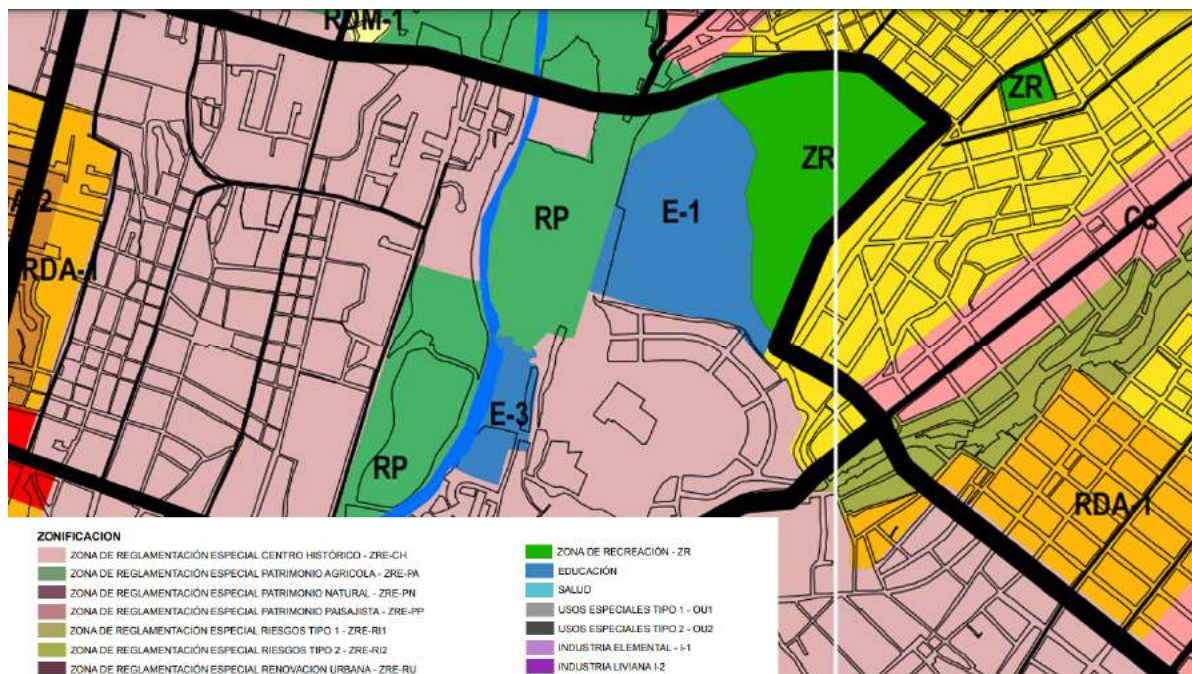 RDM-1
ZR
ZR
RP
E-1
RDA-1
E-3
RP
RDA-1
ZONIFICACION
ZONA DE REGLAMENTACIÓN ESPECIAL CENTRO HISTÓRICO - ZRE-CH
ZONA DE REGLAMENTACIÓN ESPECIAL PATRIMONIO AGRICOLA - ZRE-PA
ZONA DE REGLAMENTACIÓN ESPECIAL PATRIMONIO NATURAL - ZRE-PN
ZONA DE REGLAMENTACIÓN ESPECIAL PATRIMONIO PAISAJISTA - ZRE-PP
ZONA DE REGLAMENTACIÓN ESPECIAL RIESGOS TIPO 1 - ZRE-RI1
ZONA DE REGLAMENTACIÓN ESPECIAL RIESGOS TIPO 2 - ZRE-RI2
ZONA DE REGLAMENTACIÓN ESPECIAL RENOVACION URBANA - ZRE-RU
ZONA DE RECREACIÓN - ZR
EDUCACIÓN
SALUD
USOS ESPECIALES TIPO 1 - OU1
USOS ESPECIALES TIPO 2 - OU2
INDUSTRIA ELEMENTAL - I-1
INDUSTRIA LIVIANA I-2